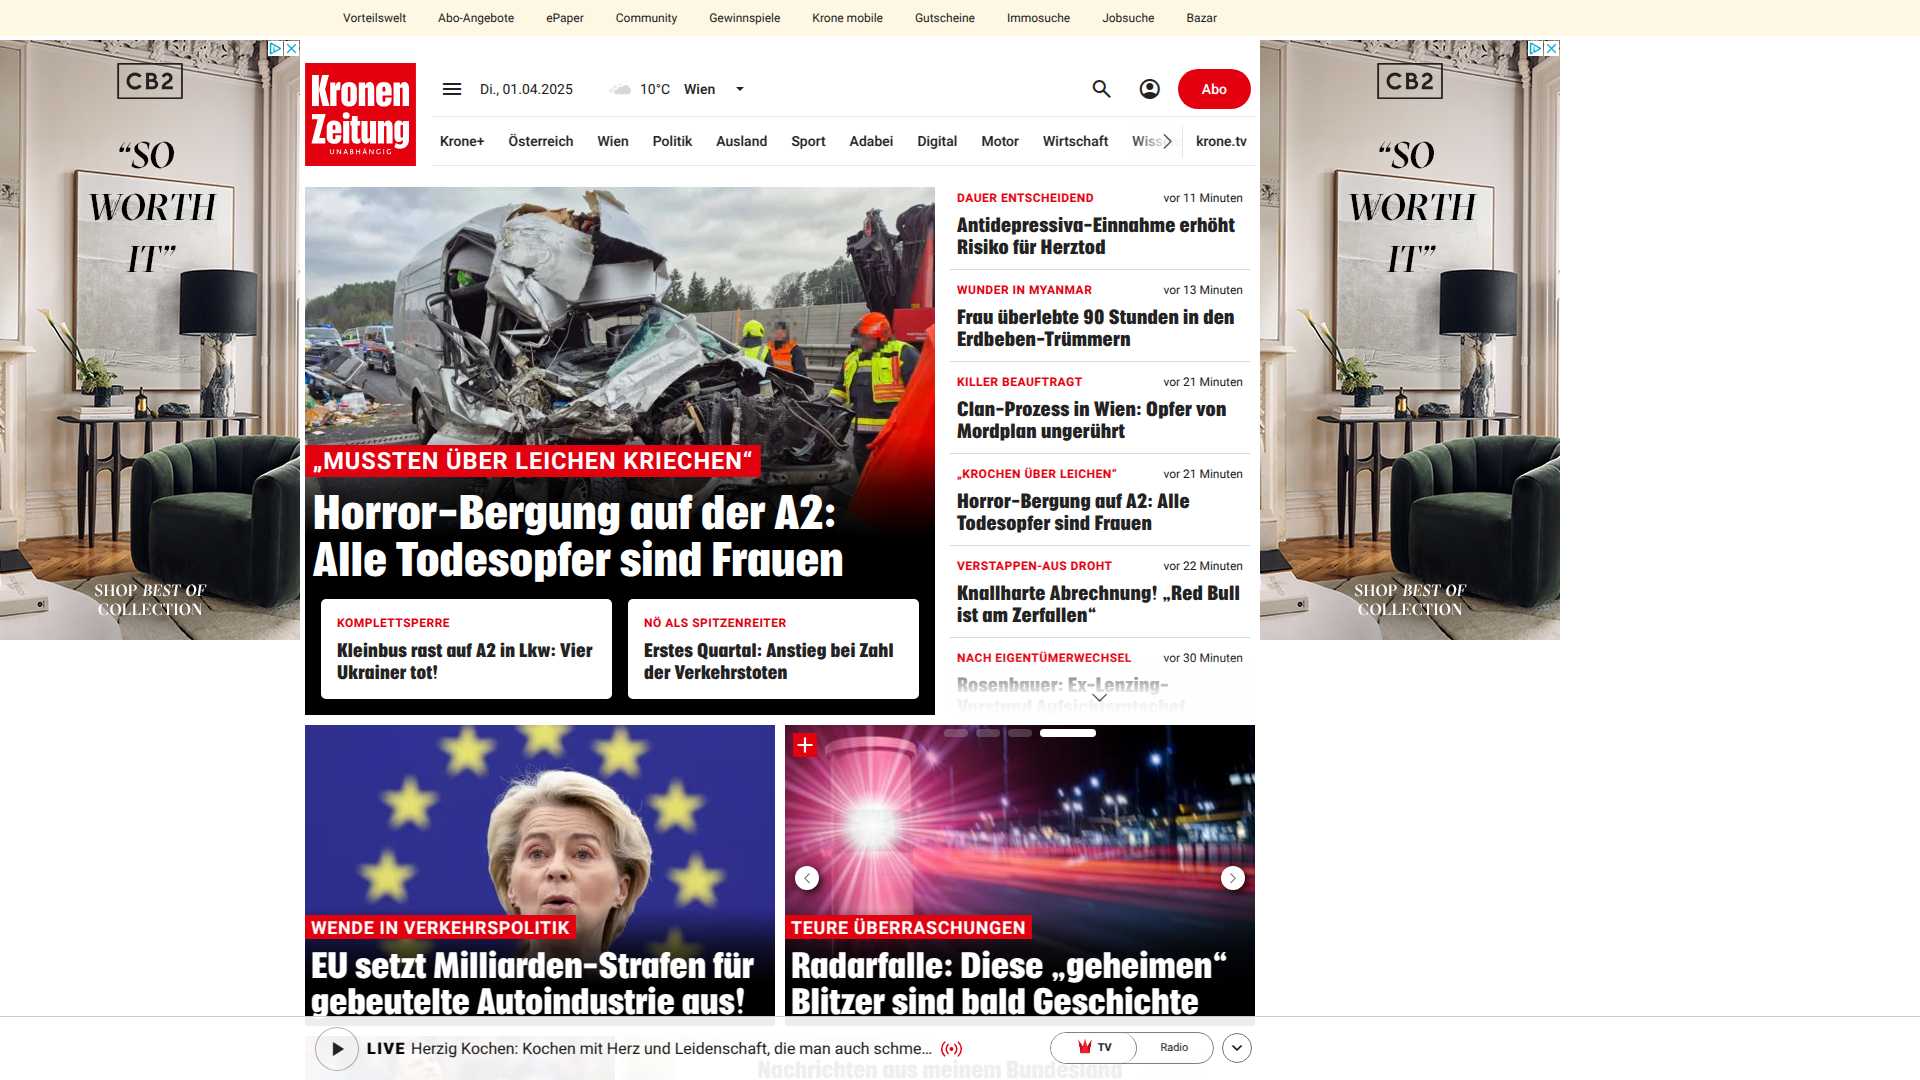 Vorteilswelt Abo-Angebote ePaper Community Gewinnspiele Krone mobile Gutscheine Immosuche Jobsuche Bazar
CB2
"SO
WORTH
IT"
SHOP BEST OF
COLLECTION
Kronen
Zeitung
UNABHÄNGIG
Di., 01.04.2025 10°C Wien
Abo
Krone+ Österreich Wien Politik Ausland Sport Adabei Digital Motor Wirtschaft Wiss krone.tv
„MUSSTEN ÜBER LEICHEN KRIECHEN“
Horror-Bergung auf der A2:
Alle Todesopfer sind Frauen
KOMPLETTSPERRE
Kleinbus rast auf A2 in Lkw: Vier
Ukrainer tot!
NÖ ALS SPITZENREITER
Erstes Quartal: Anstieg bei Zahl
der Verkehrstoten
DAUER ENTSCHEIDEND vor 11 Minuten
Antidepressiva-Einnahme erhöht
Risiko für Herztod
WUNDER IN MYANMAR vor 13 Minuten
Frau überlebte 90 Stunden in den
Erdbeben-Trümmern
KILLER BEAUFTRAGT vor 21 Minuten
Clan-Prozess in Wien: Opfer von
Mordplan ungerührt
„KROCHEN ÜBER LEICHEN“ vor 21 Minuten
Horror-Bergung auf A2: Alle
Todesopfer sind Frauen
VERSTAPPEN-AUS DROHT vor 22 Minuten
Knallharte Abrechnung! „Red Bull
ist am Zerfallen“
NACH EIGENTÜMERWECHSEL vor 30 Minuten
Rosenbauer: Ex-Lenzing-
Vorstand Aufsichtsratschef
CB2
"SO
WORTH
IT"
SHOP BEST OF
COLLECTION
WENDE IN VERKEHRSPOLITIK
EU setzt Milliarden-Strafen für
gebeutelte Autoindustrie aus!
TEURE ÜBERRASCHUNGEN
Radarfalle: Diese „geheimen“
Blitzer sind bald Geschichte
LIVE Herzig Kochen: Kochen mit Herz und Leidenschaft, die man auch schme...
TV Radio
Nachrichten aus meinem Bundesland